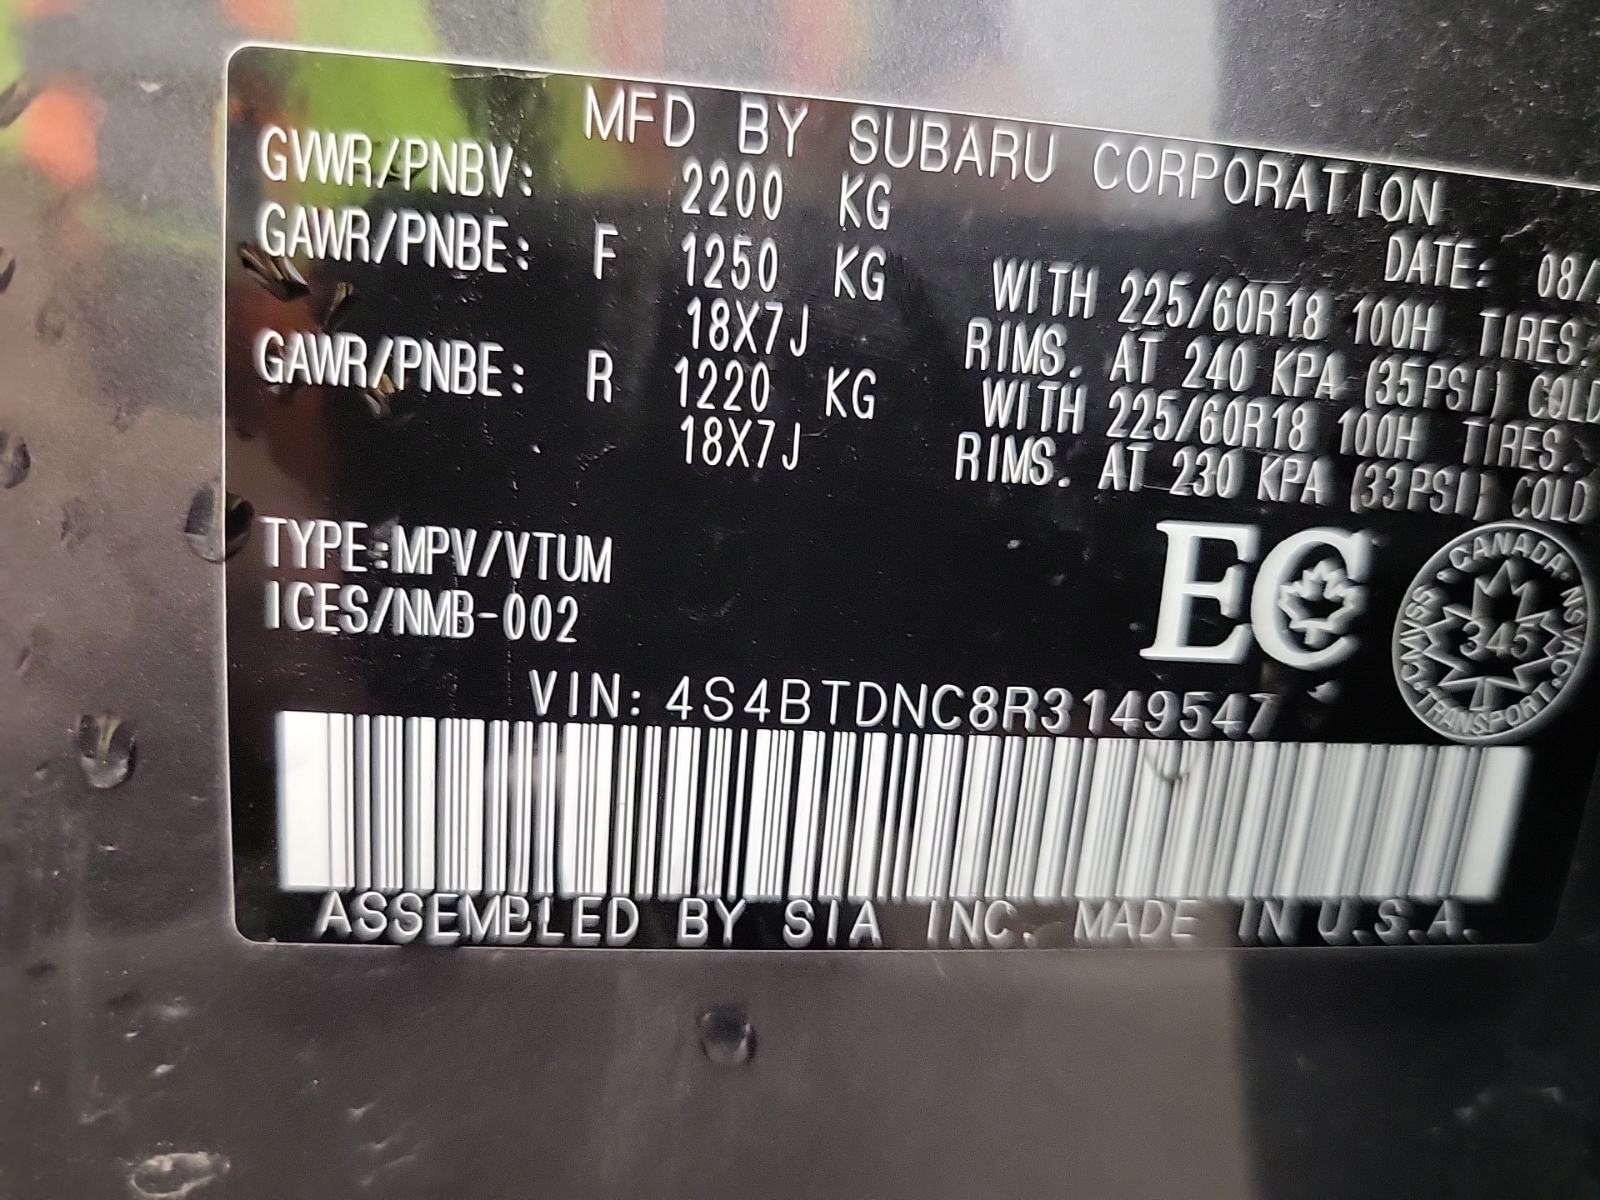 MFD BY SUBARU CORPORATION
GVWR/PNBV: 2200 KG DATE: 08/
GAWR/PNBE: F 1250 KG WITH 225/60R18 100H TIRES.
18X7J RIMS. AT 240 KPA (35PSI) COLD
GAWR/PNBE: R 1220 KG WITH 225/60R18 100H TIRES.
18X7J RIMS. AT 230 KPA (33PSI) COLD
TYPE:MPV/VTUM
ICES/NMB-002
EC
CANADA · NSVAC · TRANSPORT · CMVSS
345
VIN: 4S4BTDNC8R3149547
ASSEMBLED BY SIA INC. MADE IN U.S.A.